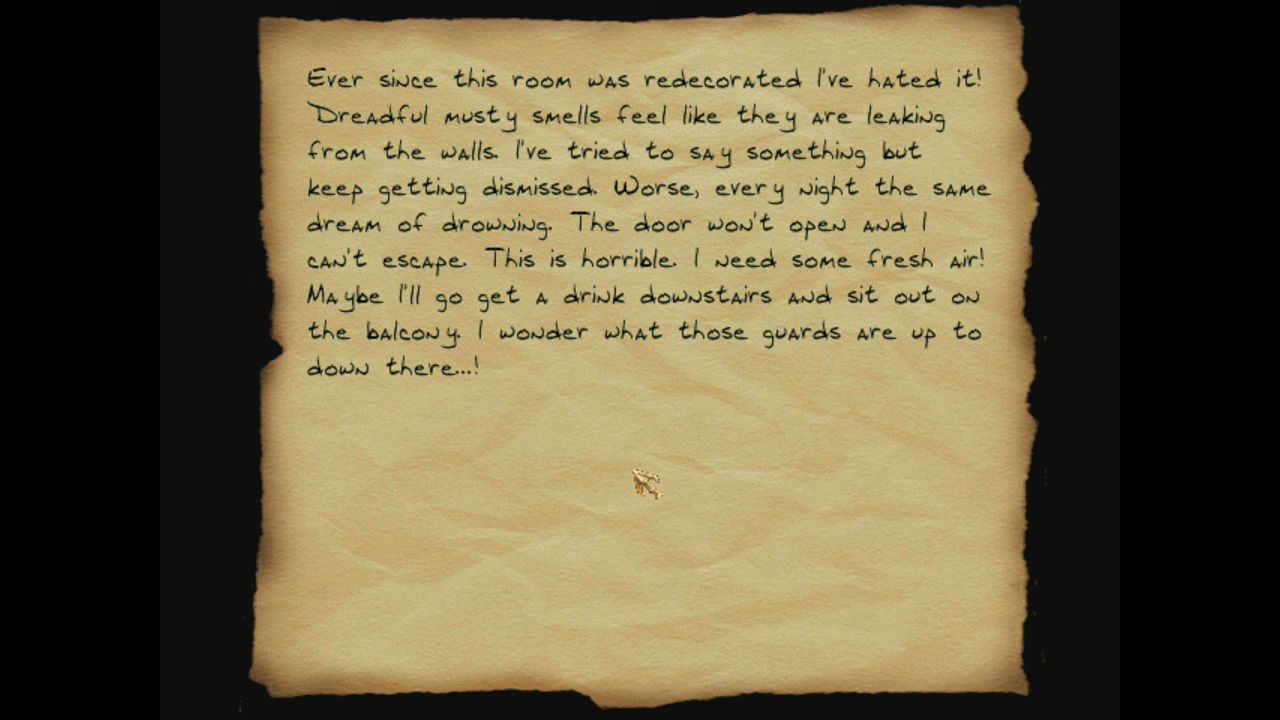 Ever since this room was redecorated I've hated it!
Dreadful musty smells feel like they are leaking
from the walls. I've tried to say something but
keep getting dismissed. Worse, every night the same
dream of drowning. The door won't open and I
can't escape. This is horrible. I need some fresh air!
Maybe I'll go get a drink downstairs and sit out on
the balcony. I wonder what those guards are up to
down there...!